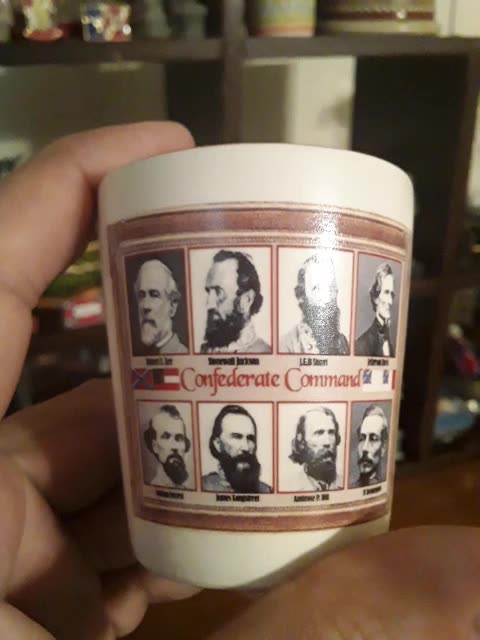 Robert E. Lee Stonewall Jackson J.E.B Stuart Jefferson Davis
Confederate Command
James Longstreet Ambrose P. Hill